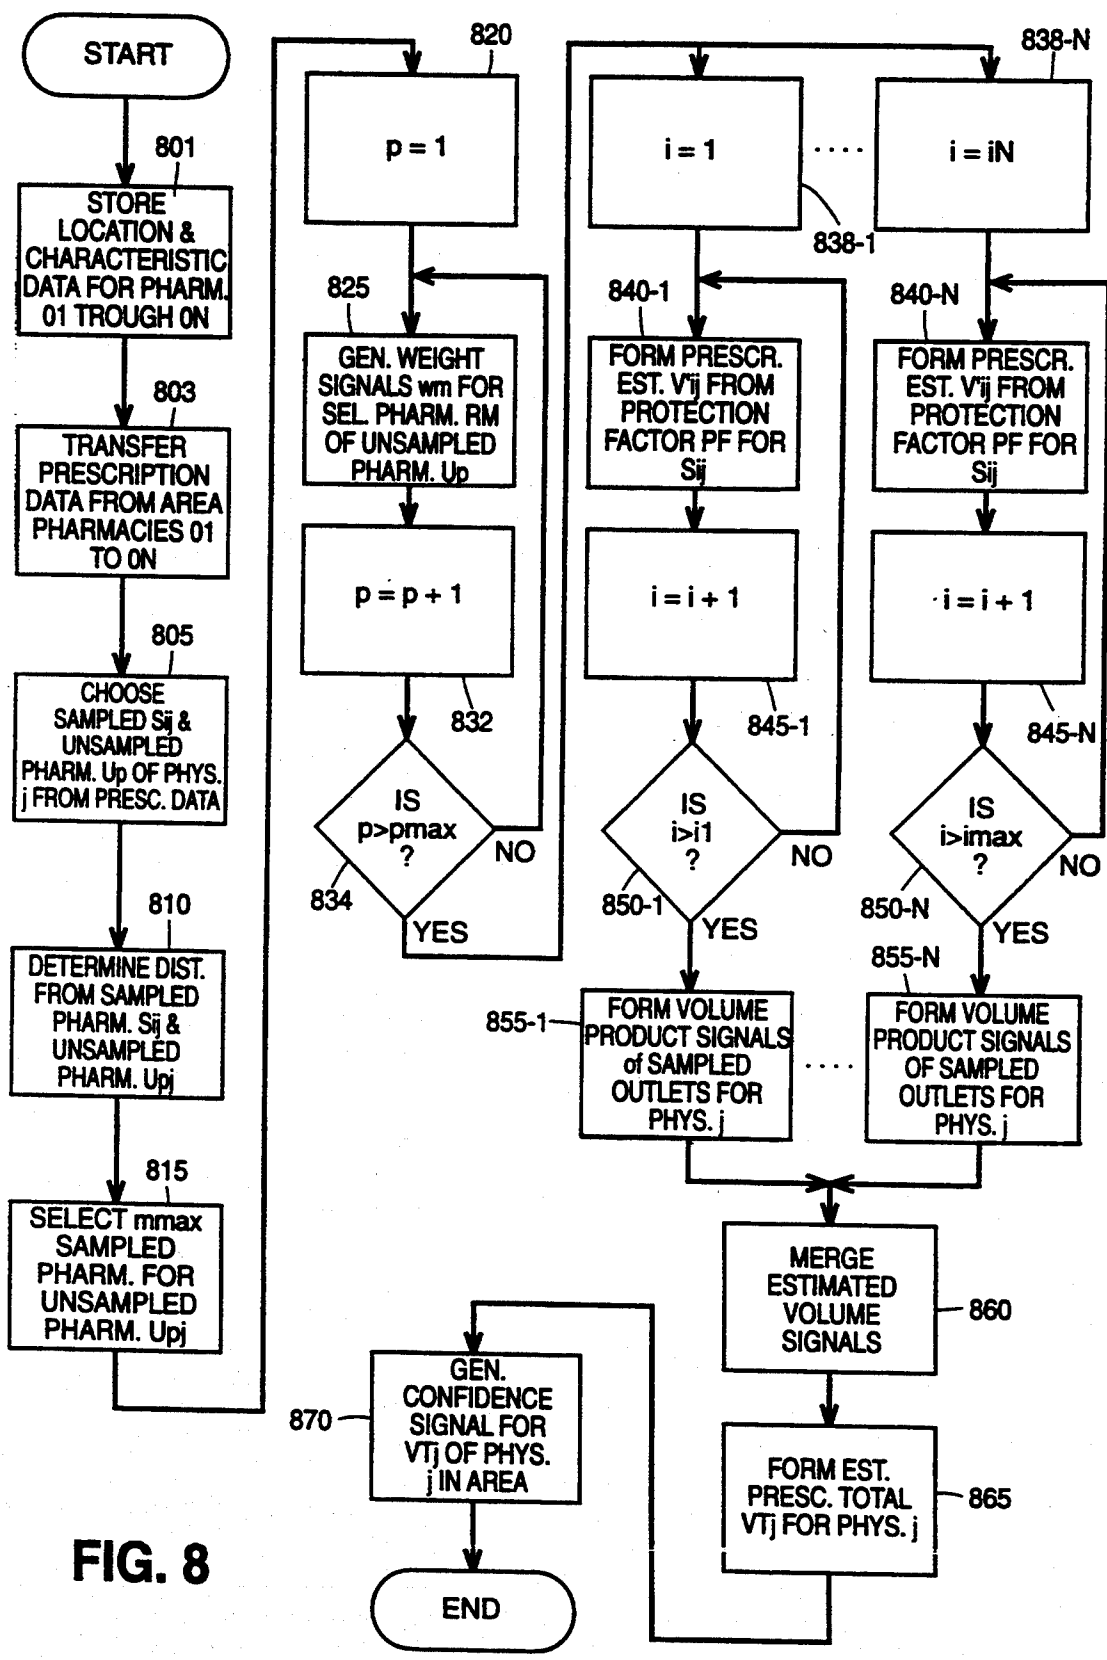 START
801
STORE
LOCATION &
CHARACTERISTIC
DATA FOR PHARM.
01 TROUGH 0N
803
TRANSFER
PRESCRIPTION
DATA FROM AREA
PHARMACIES 01
TO 0N
805
CHOOSE
SAMPLED Sij &
UNSAMPLED
PHARM. Up OF PHYS.
j FROM PRESC. DATA
810
DETERMINE DIST.
FROM SAMPLED
PHARM. Sij &
UNSAMPLED
PHARM. Upj
815
SELECT mmax
SAMPLED
PHARM. FOR
UNSAMPLED
PHARM. Upj
820
p = 1
825
GEN. WEIGHT
SIGNALS wm FOR
SEL. PHARM. RM
OF UNSAMPLED
PHARM. Up
p = p + 1
832
IS
p>pmax
?
NO
834
YES
i = 1
838-1
840-1
FORM PRESCR.
EST. V'ij FROM
PROTECTION
FACTOR PF FOR
Sij
i = i + 1
845-1
IS
i>i1
?
NO
850-1
YES
855-1
FORM VOLUME
PRODUCT SIGNALS
of SAMPLED
OUTLETS FOR
PHYS. j
....
838-N
i = iN
840-N
FORM PRESCR.
EST. V'ij FROM
PROTECTION
FACTOR PF FOR
Sij
i = i + 1
845-N
IS
i>imax
?
NO
850-N
YES
855-N
FORM VOLUME
PRODUCT SIGNALS
OF SAMPLED
OUTLETS FOR
PHYS. j
....
MERGE
ESTIMATED
VOLUME
SIGNALS
860
FORM EST.
PRESC. TOTAL
VTj FOR PHYS. j
865
GEN.
CONFIDENCE
SIGNAL FOR
VTj OF PHYS.
j IN AREA
870
END
FIG. 8